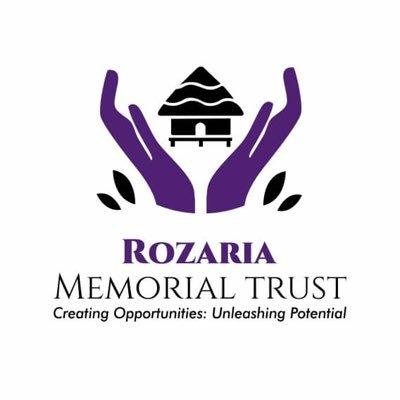 ROZARIA
MEMORIAL TRUST
Creating Opportunities: Unleashing Potential